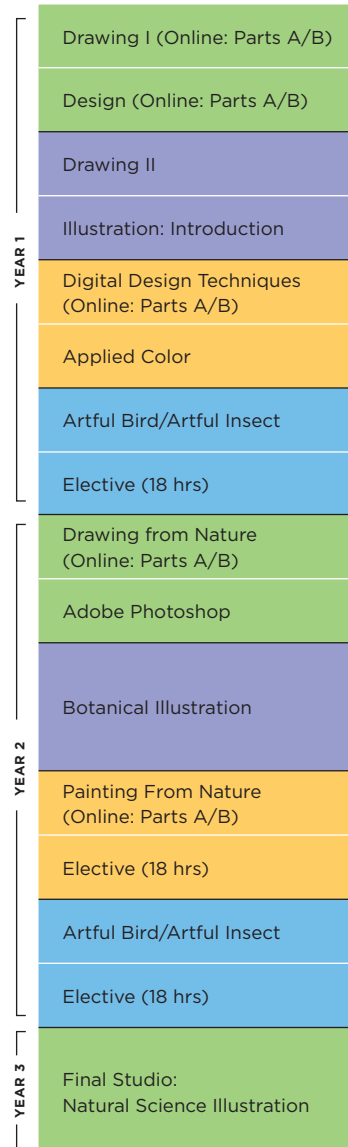 YEAR 1
Drawing I (Online: Parts A/B)
Design (Online: Parts A/B)
Drawing II
Illustration: Introduction
Digital Design Techniques
(Online: Parts A/B)
Applied Color
Artful Bird/Artful Insect
Elective (18 hrs)
YEAR 2
Drawing from Nature
(Online: Parts A/B)
Adobe Photoshop
Botanical Illustration
Painting From Nature
(Online: Parts A/B)
Elective (18 hrs)
Artful Bird/Artful Insect
Elective (18 hrs)
YEAR 3
Final Studio:
Natural Science Illustration